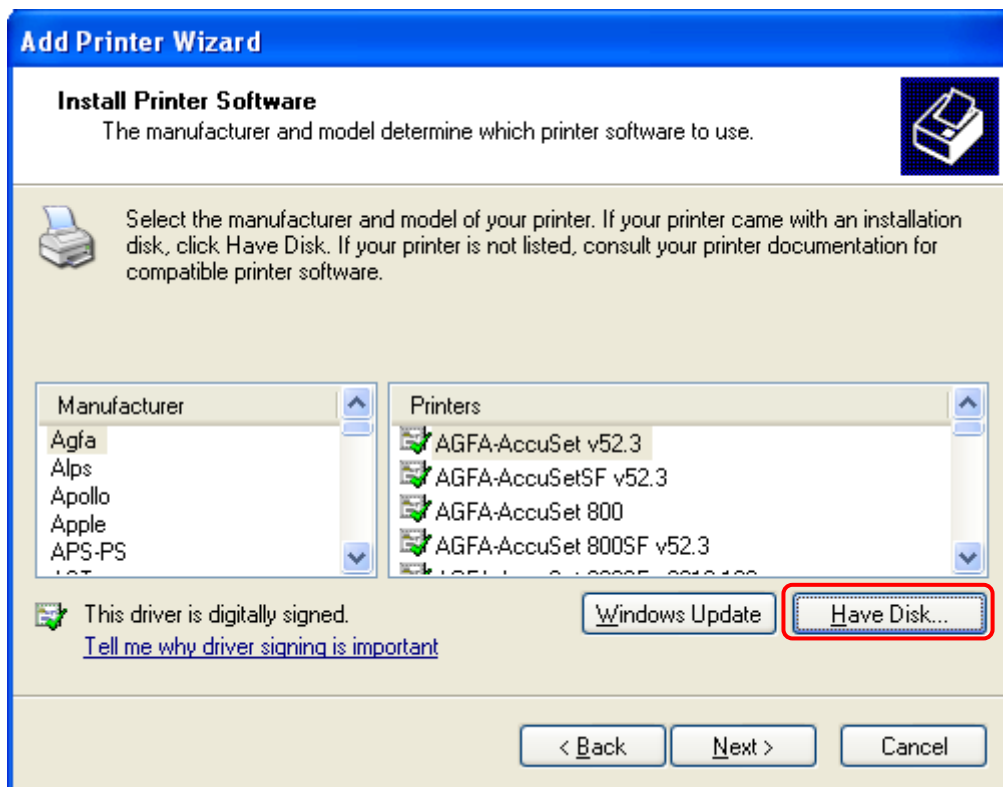 Add Printer Wizard
Install Printer Software
The manufacturer and model determine which printer software to use.
Select the manufacturer and model of your printer. If your printer came with an installation
disk, click Have Disk. If your printer is not listed, consult your printer documentation for
compatible printer software.
Manufacturer
Agfa
Alps
Apollo
Apple
APS-PS
Printers
AGFA-AccuSet v52.3
AGFA-AccuSetSF v52.3
AGFA-AccuSet 800
AGFA-AccuSet 800SF v52.3
This driver is digitally signed.
Tell me why driver signing is important
Windows Update
Have Disk...
< Back
Next >
Cancel